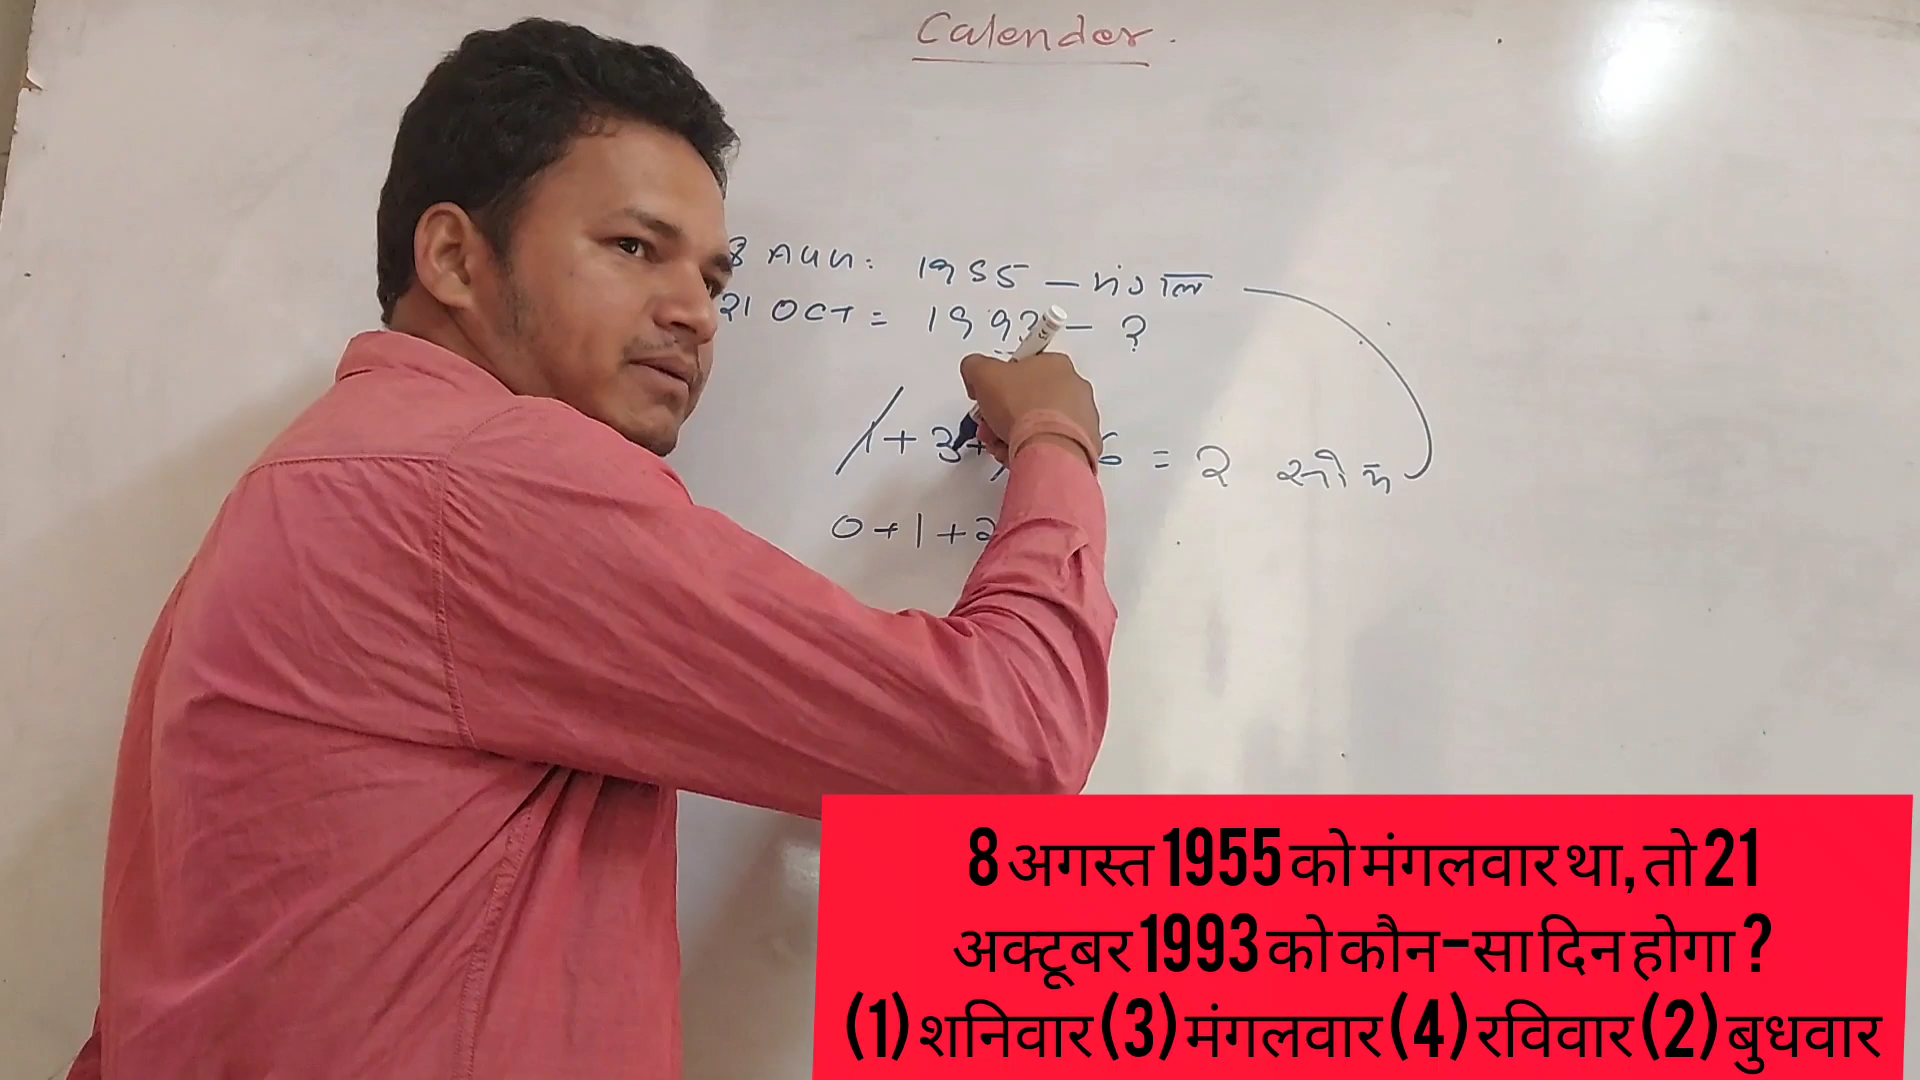 Calender.
8 Aug: 1955 – मंगल
21 OCT = 1993 – ?
1 + 3 + 6 = 2 सोम
0 + 1 + 2
8 अगस्त 1955 को मंगलवार था, तो 21
अक्टूबर 1993 को कौन-सा दिन होगा ?
(1) शनिवार (3) मंगलवार (4) रविवार (2) बुधवार